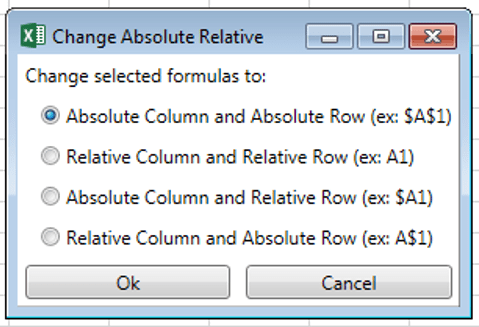 Change Absolute Relative
Change selected formulas to:
Absolute Column and Absolute Row (ex: $A$1)
Relative Column and Relative Row (ex: A1)
Absolute Column and Relative Row (ex: $A1)
Relative Column and Absolute Row (ex: A$1)
Ok
Cancel